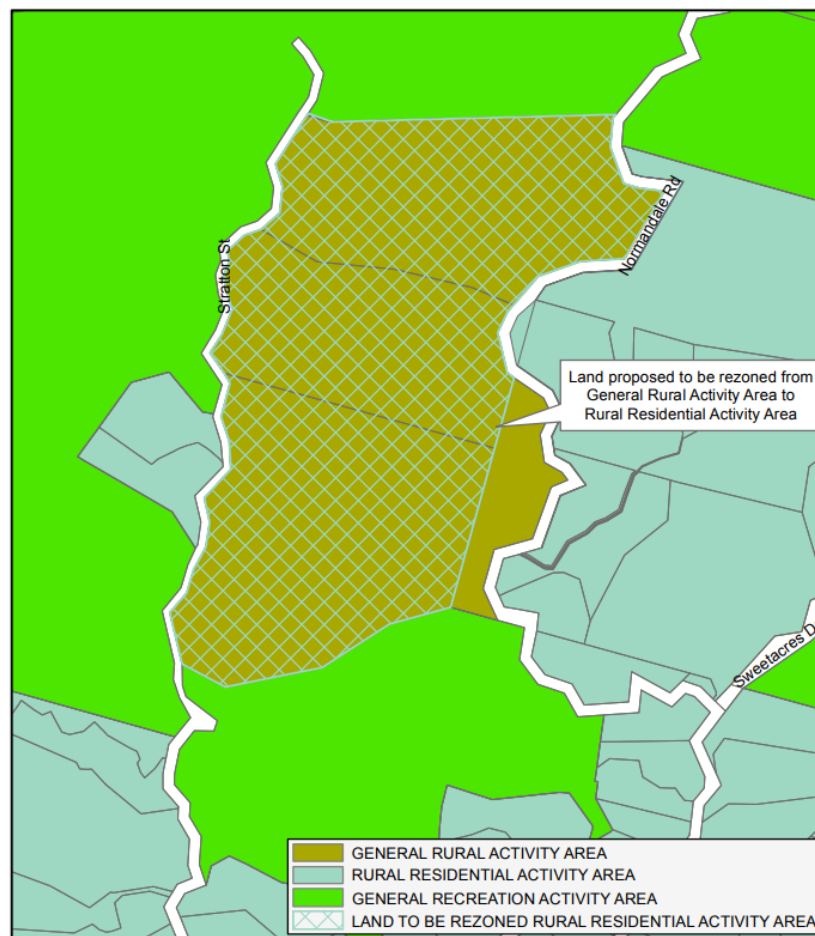 Normandale Rd
Stratton St
Land proposed to be rezoned from
General Rural Activity Area to
Rural Residential Activity Area
Sweetacres D
GENERAL RURAL ACTIVITY AREA
RURAL RESIDENTIAL ACTIVITY AREA
GENERAL RECREATION ACTIVITY AREA
LAND TO BE REZONED RURAL RESIDENTIAL ACTIVITY AREA